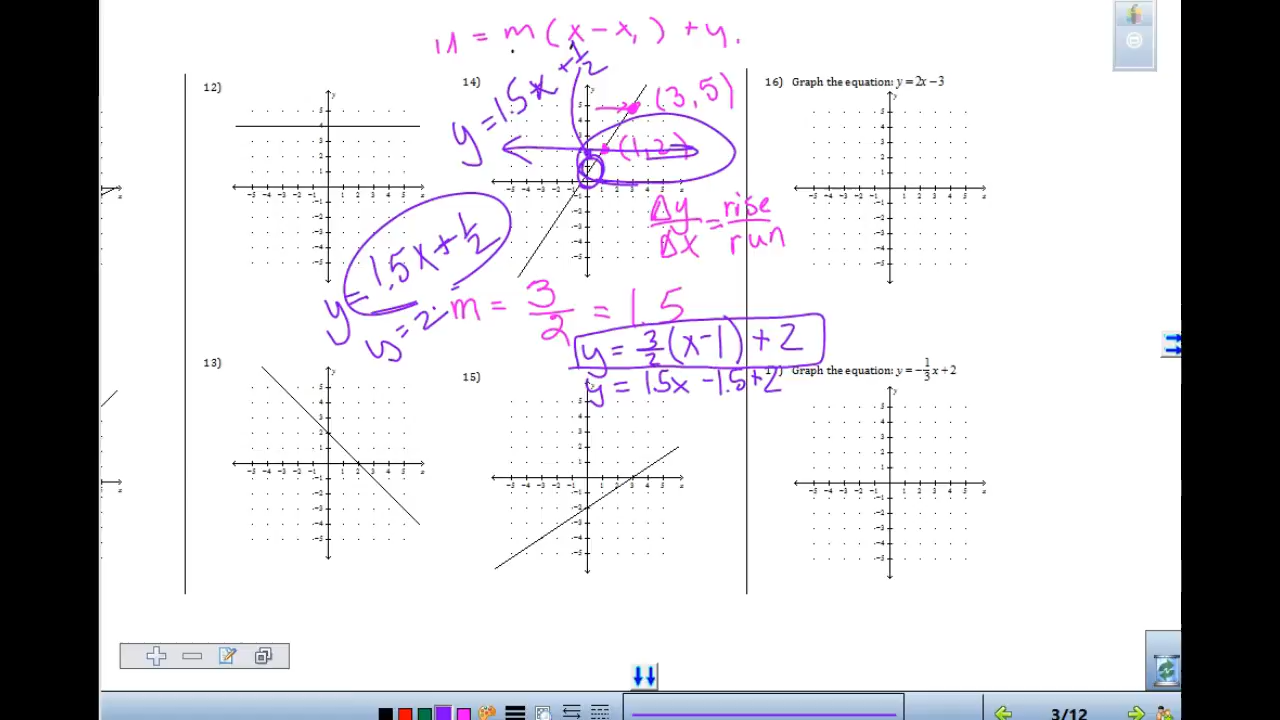 y = m(x-x₁) + y₁
12)
14)
y = 1.5x + 1/2
(3,5)
(1,2)
Δy/Δx = rise/run
y = 1.5x + 1/2
y = 2
m = 3/2 = 1.5
y = 3/2(x-1) + 2
y = 1.5x - 1.5 + 2
13)
15)
16) Graph the equation: y = 2x - 3
Graph the equation: y = -1/3 x + 2
3/12